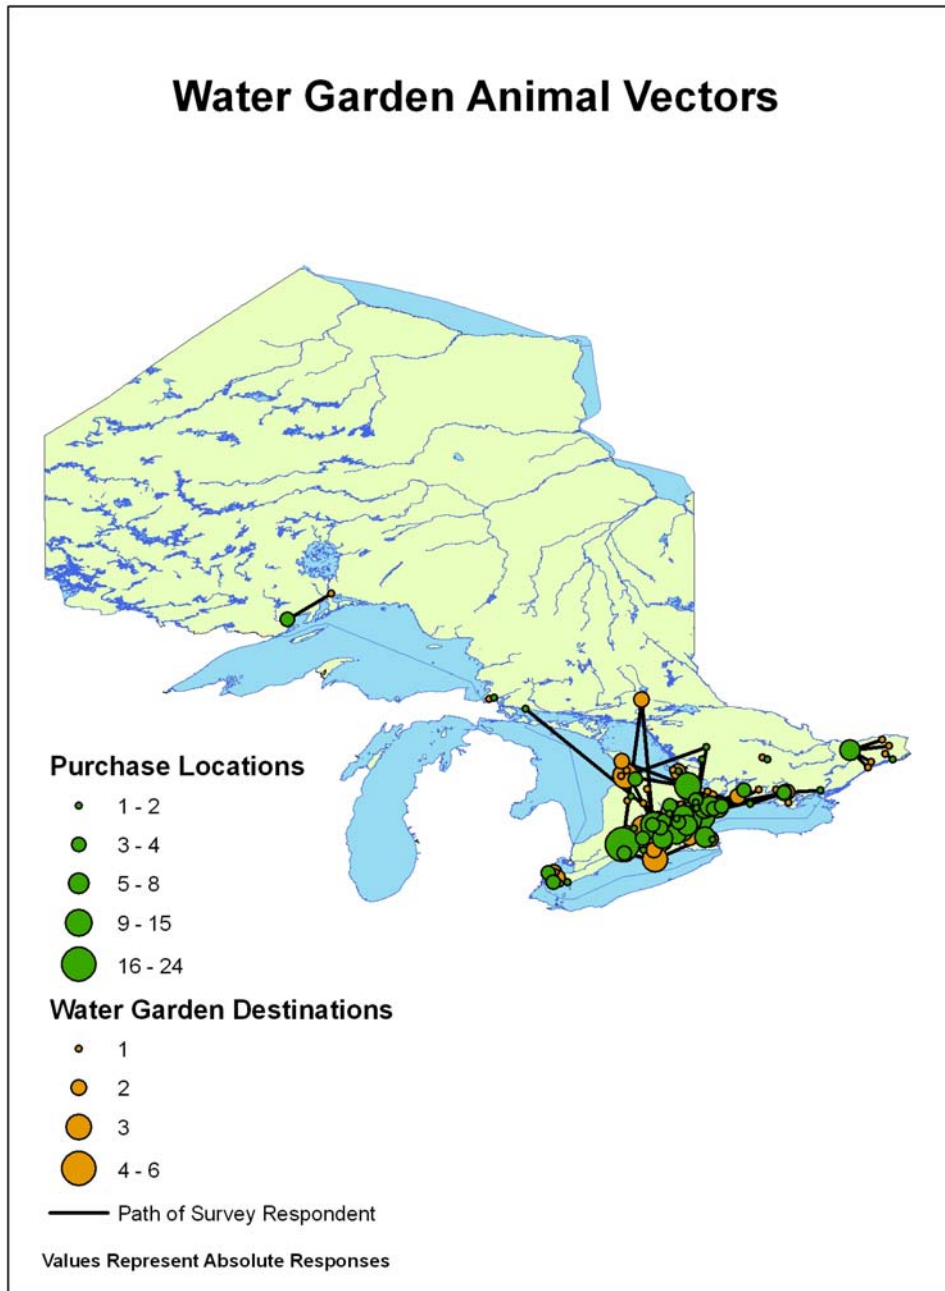 Water Garden Animal Vectors
Purchase Locations
1 - 2
3 - 4
5 - 8
9 - 15
16 - 24
Water Garden Destinations
1
2
3
4 - 6
Path of Survey Respondent
Values Represent Absolute Responses